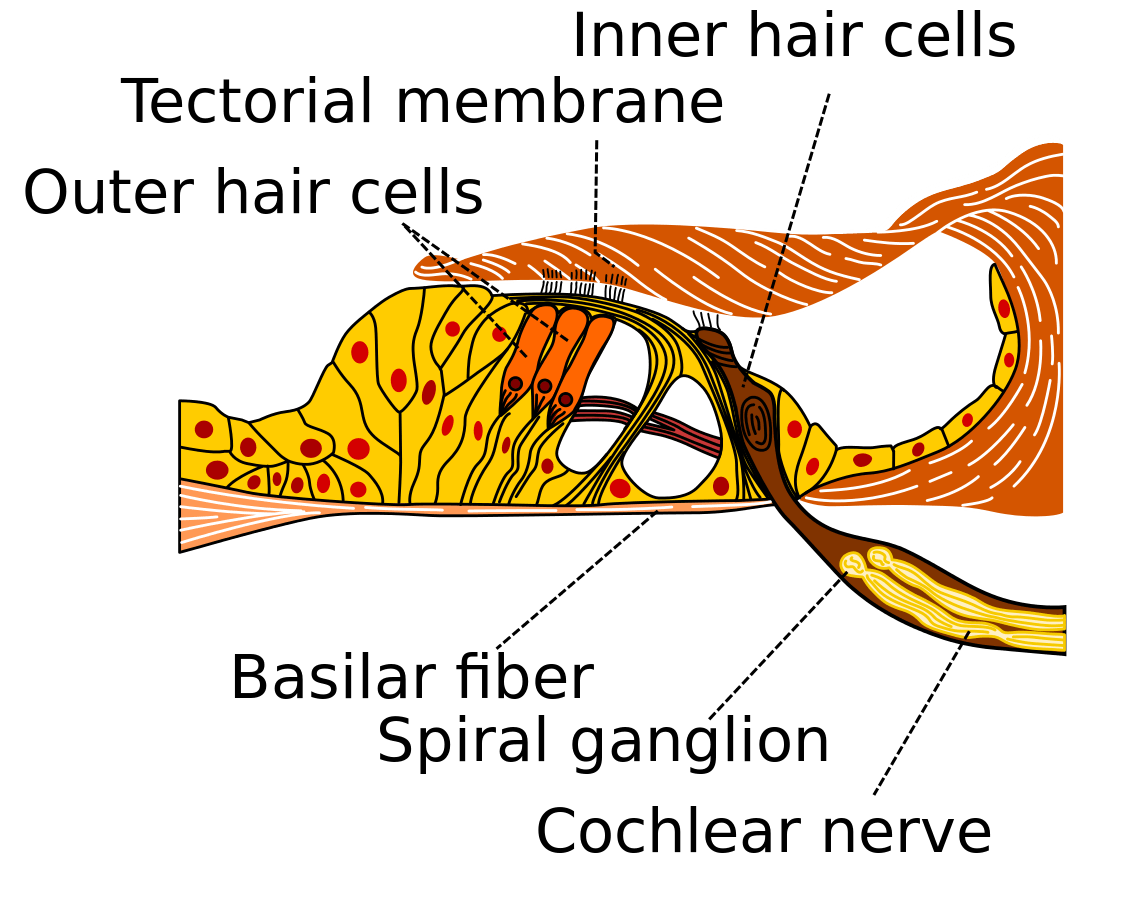 Inner hair cells
Tectorial membrane
Outer hair cells
Basilar fiber
Spiral ganglion
Cochlear nerve